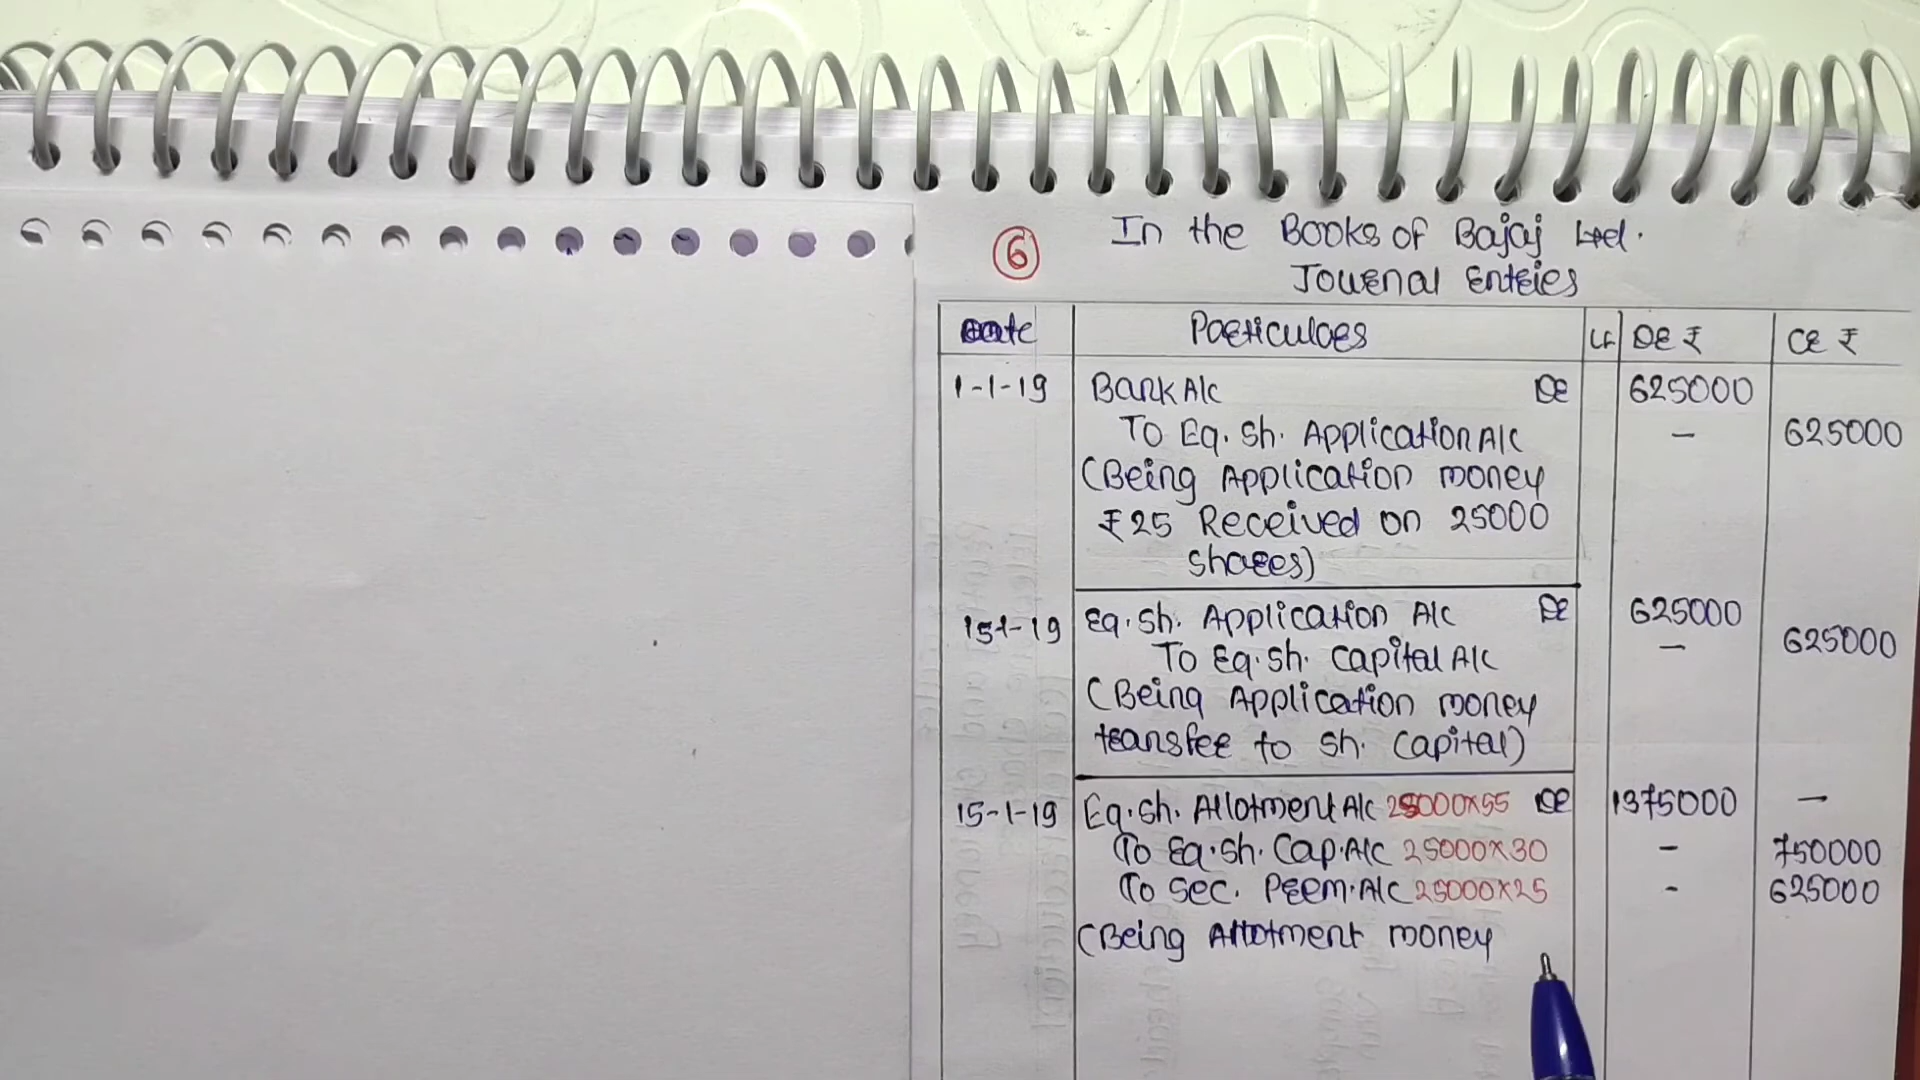 6
In the Books of Bajaj Ltd.
Journal Entries
Date Particulars LF DR ₹ CR ₹
1-1-19 Bank A/c DR 625000
To Eq. Sh. Application A/c - 625000
(Being Application money
₹25 Received on 25000
shares)
15-1-19 Eq. Sh. Application A/c DR 625000
To Eq. Sh. Capital A/c - 625000
(Being Application money
transfer to Sh. Capital)
15-1-19 Eq. Sh. Allotment A/c 25000x55 DR 1375000 -
To Eq. Sh. Cap. A/c 25000x30 - 750000
To Sec. Prem. A/c 25000x25 - 625000
(Being Allotment money